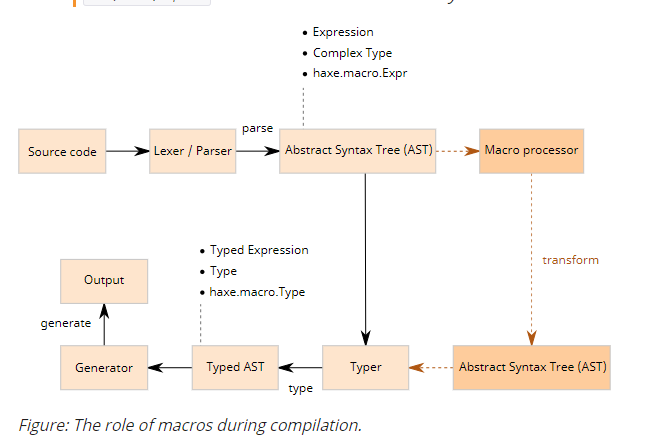 • Expression
• Complex Type
• haxe.macro.Expr
parse
Source code
Lexer / Parser
Abstract Syntax Tree (AST)
Macro processor
transform
• Typed Expression
• Type
• haxe.macro.Type
Output
generate
Generator
Typed AST
type
Typer
Abstract Syntax Tree (AST)
Figure: The role of macros during compilation.